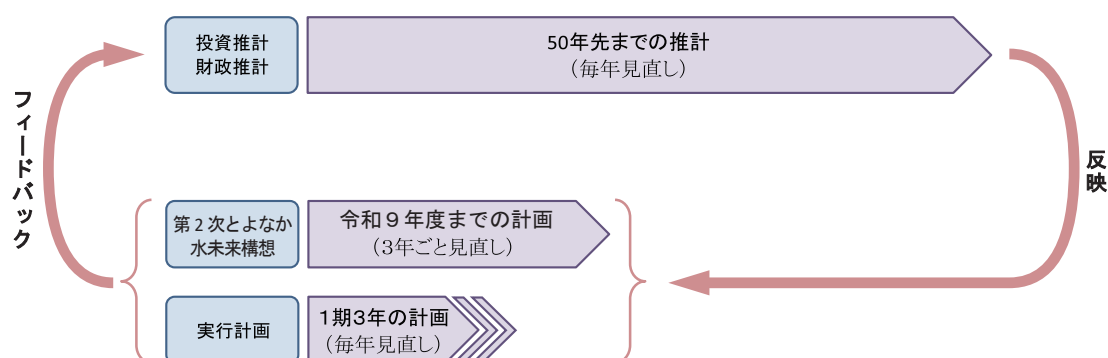 投資推計
財政推計
50年先までの推計
（毎年見直し）
フィードバック
反映
第２次とよなか
水未来構想
令和９年度までの計画
（３年ごと見直し）
実行計画
１期３年の計画
（毎年見直し）